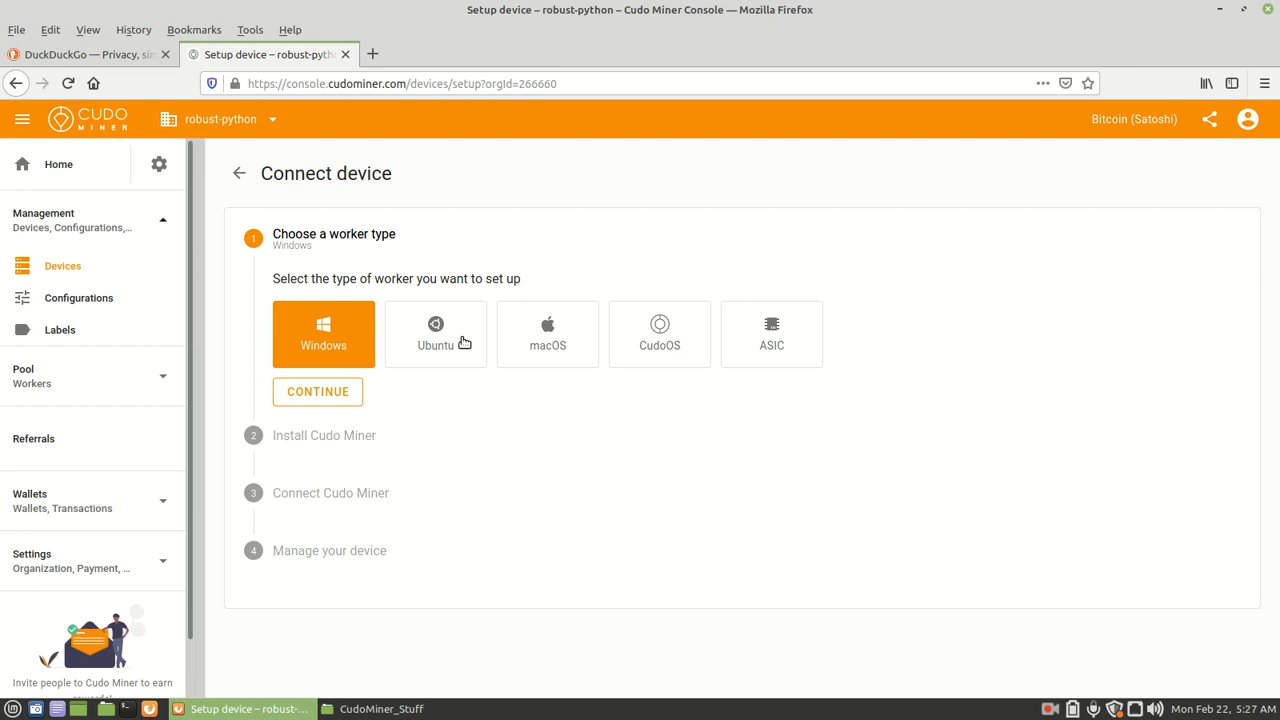 Setup device – robust-python – Cudo Miner Console — Mozilla Firefox
File Edit View History Bookmarks Tools Help
DuckDuckGo — Privacy, sim
Setup device – robust-pyth
https://console.cudominer.com/devices/setup?orgId=266660
CUDO
MINER
robust-python
Bitcoin (Satoshi)
Home
Management
Devices, Configurations,...
Devices
Configurations
Labels
Pool
Workers
Referrals
Wallets
Wallets, Transactions
Settings
Organization, Payment, ...
Invite people to Cudo Miner to earn
Connect device
1 Choose a worker type
Windows
Select the type of worker you want to set up
Windows
Ubuntu
macOS
CudoOS
ASIC
CONTINUE
2 Install Cudo Miner
3 Connect Cudo Miner
4 Manage your device
Setup device – robust-...
CudoMiner_Stuff
Mon Feb 22, 5:27 AM